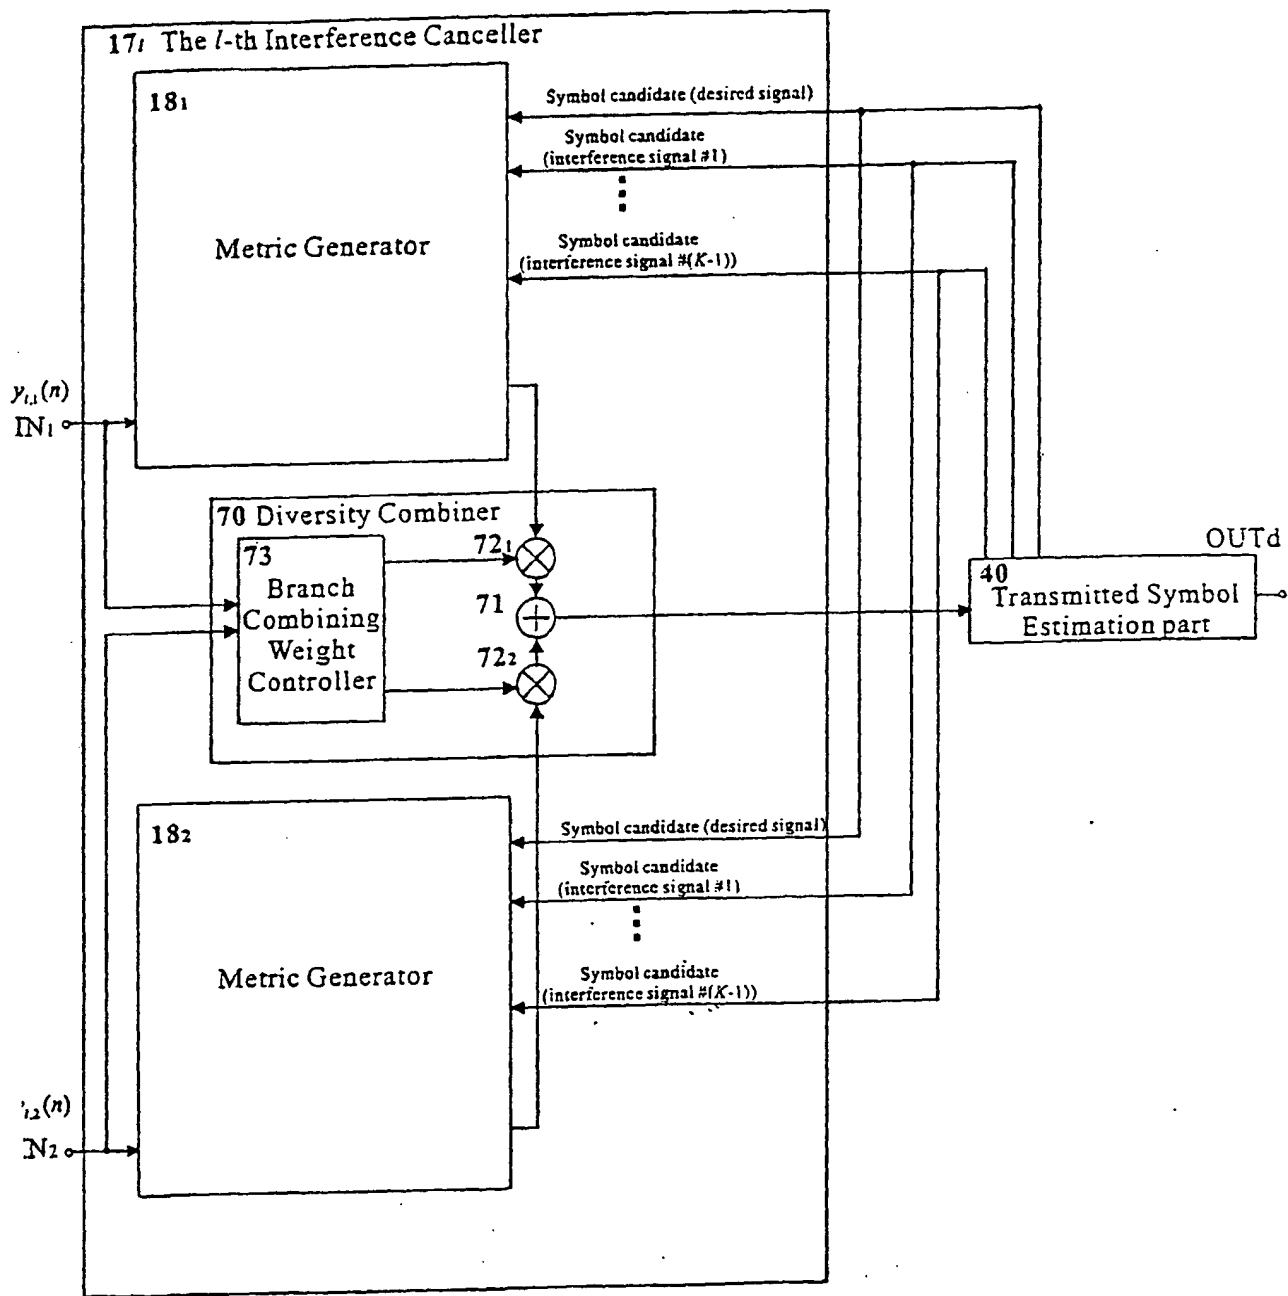 17l The l-th Interference Canceller
181
Metric Generator
Symbol candidate (desired signal)
Symbol candidate
(interference signal #1)
Symbol candidate
(interference signal #(K-1))
yl,1(n)
IN1
70 Diversity Combiner
73
Branch
Combining
Weight
Controller
721
71
722
OUTd
40
Transmitted Symbol
Estimation part
182
Metric Generator
Symbol candidate (desired signal)
Symbol candidate
(interference signal #1)
Symbol candidate
(interference signal #(K-1))
l,2(n)
IN2